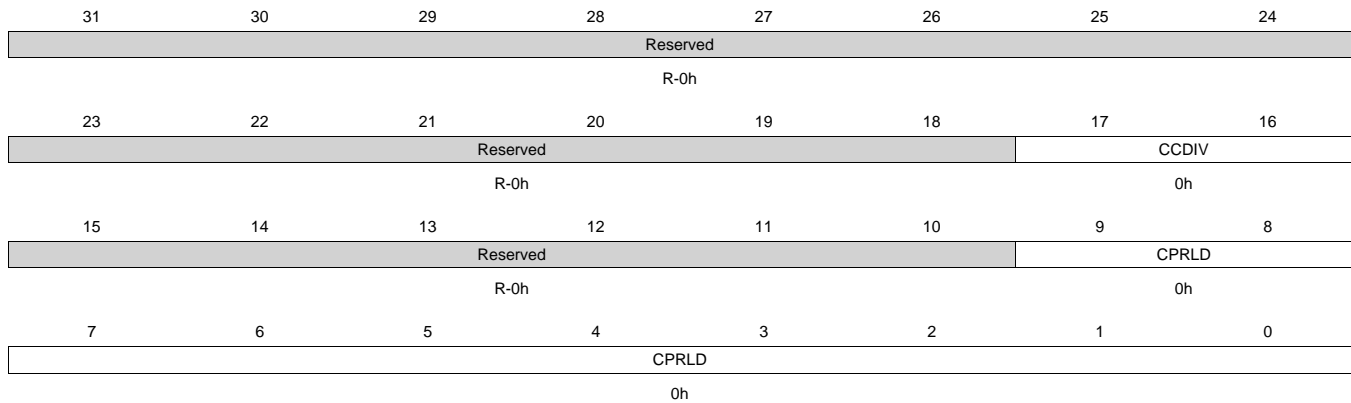 31 30 29 28 27 26 25 24
Reserved
R-0h
23 22 21 20 19 18 17 16
Reserved CCDIV
R-0h 0h
15 14 13 12 11 10 9 8
Reserved CPRLD
R-0h 0h
7 6 5 4 3 2 1 0
CPRLD
0h